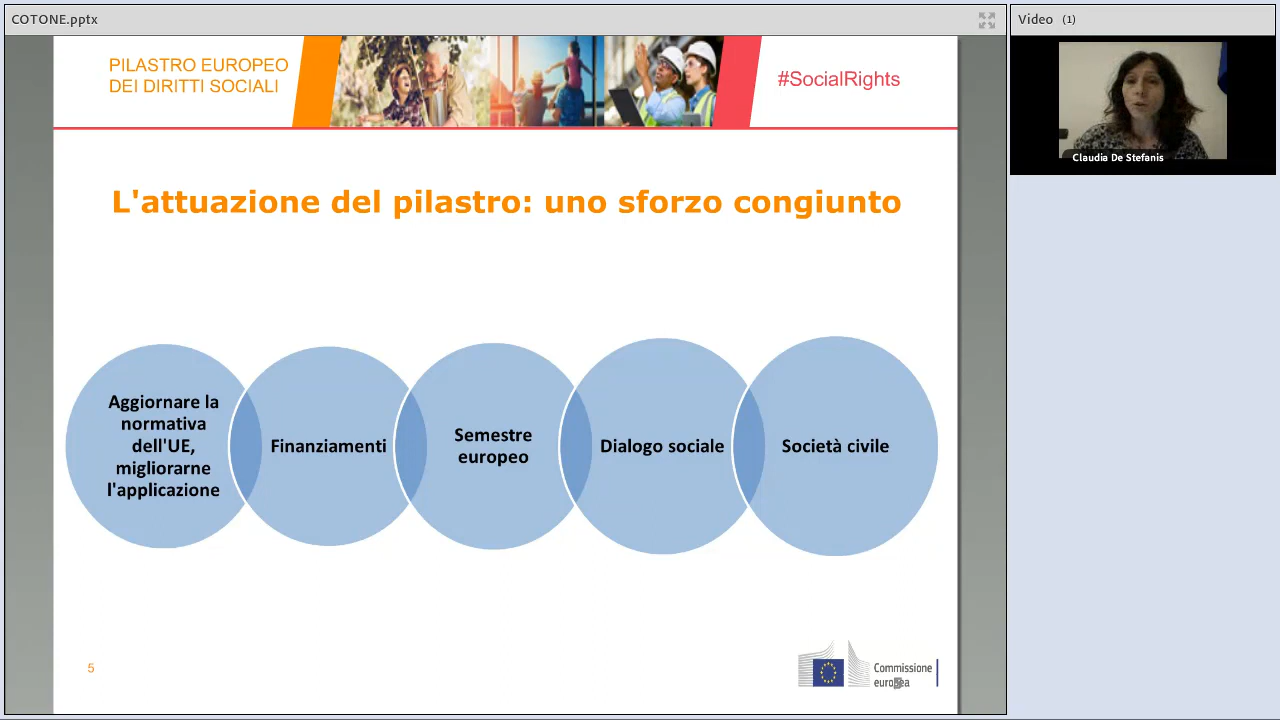 COTONE.pptx
Video (1)
PILASTRO EUROPEO
DEI DIRITTI SOCIALI
#SocialRights
Claudia De Stefanis
L'attuazione del pilastro: uno sforzo congiunto
Aggiornare la
normativa
dell'UE,
migliorarne
l'applicazione
Finanziamenti
Semestre
europeo
Dialogo sociale
Società civile
5
Commissione
europea